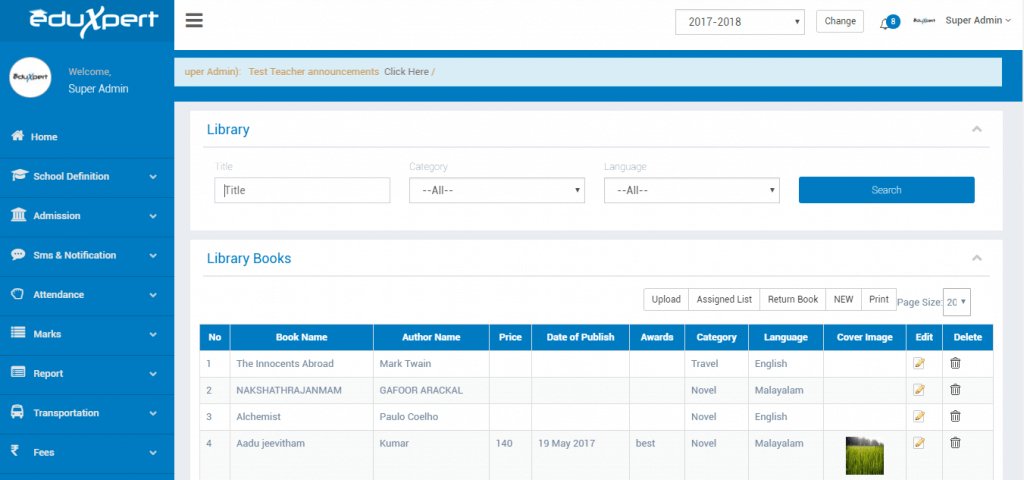 eduXpert
2017-2018
Change
8
eduXpert
Super Admin
eduXpert
Welcome,
Super Admin
uper Admin): Test Teacher announcements Click Here /
Home
School Definition
Admission
Sms & Notification
Attendance
Marks
Report
Transportation
₹ Fees
Library
Title Category Language
Title --All-- --All-- Search
Library Books
Upload Assigned List Return Book NEW Print Page Size: 20
No Book Name Author Name Price Date of Publish Awards Category Language Cover Image Edit Delete
1 The Innocents Abroad Mark Twain Travel English
2 NAKSHATHRAJANMAM GAFOOR ARACKAL Novel Malayalam
3 Alchemist Paulo Coelho Novel English
4 Aadu jeevitham Kumar 140 19 May 2017 best Novel Malayalam